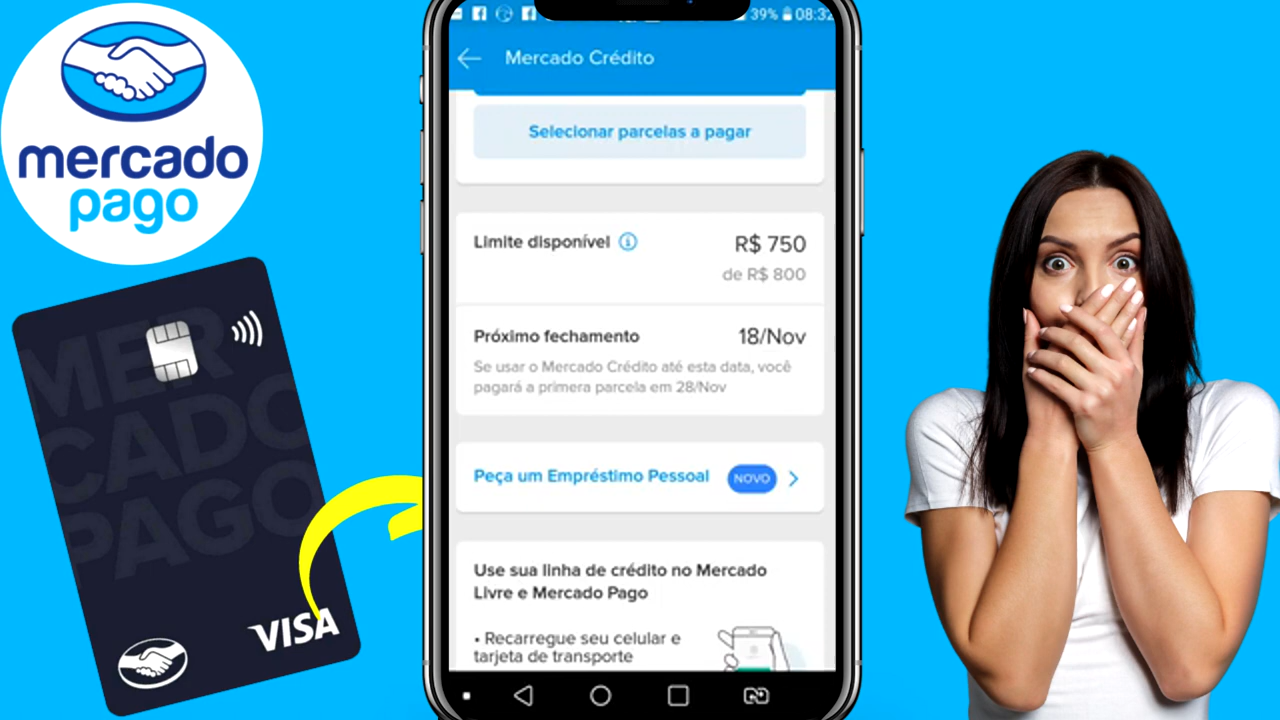 mercado
pago
MER
CADO
PAGO
VISA
39% 08:32
Mercado Crédito
Selecionar parcelas a pagar
Limite disponível
R$ 750
de R$ 800
Próximo fechamento
18/Nov
Se usar o Mercado Crédito até esta data, você
pagará a primera parcela em 28/Nov
Peça um Empréstimo Pessoal
NOVO
Use sua linha de crédito no Mercado
Livre e Mercado Pago
• Recarregue seu celular e
tarjeta de transporte